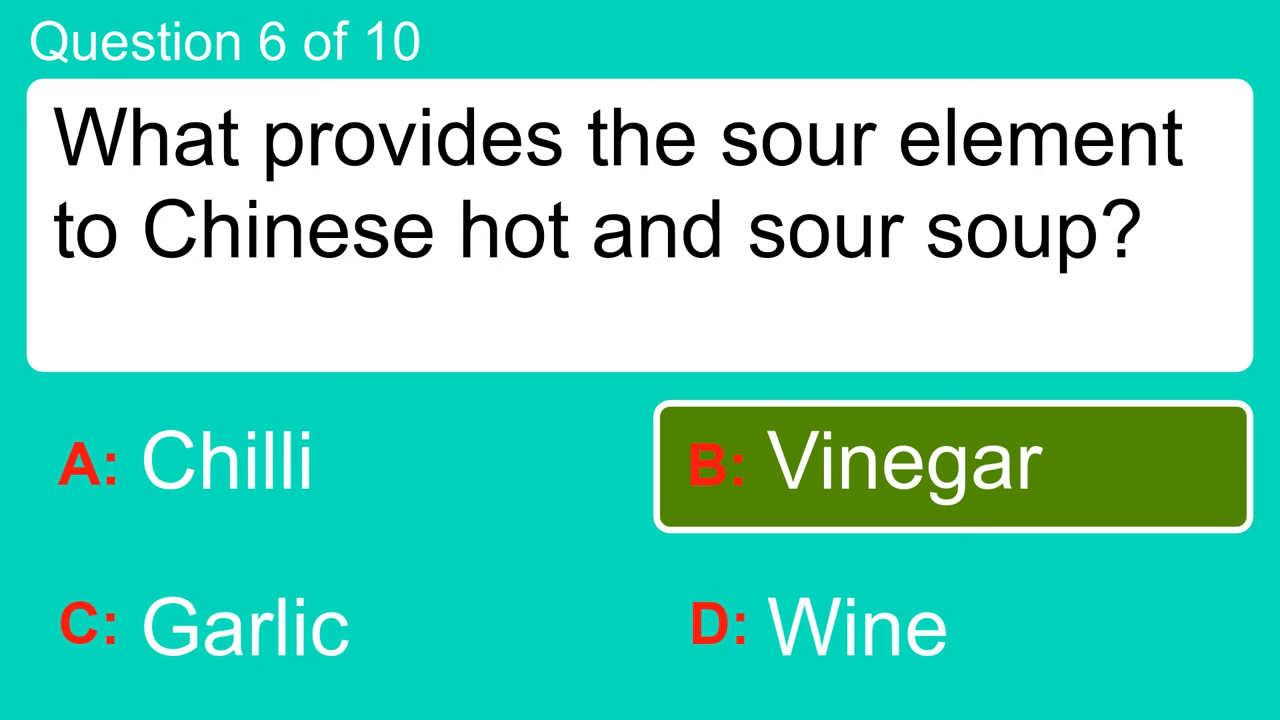 Question 6 of 10
What provides the sour element
to Chinese hot and sour soup?
A: Chilli
B: Vinegar
C: Garlic
D: Wine